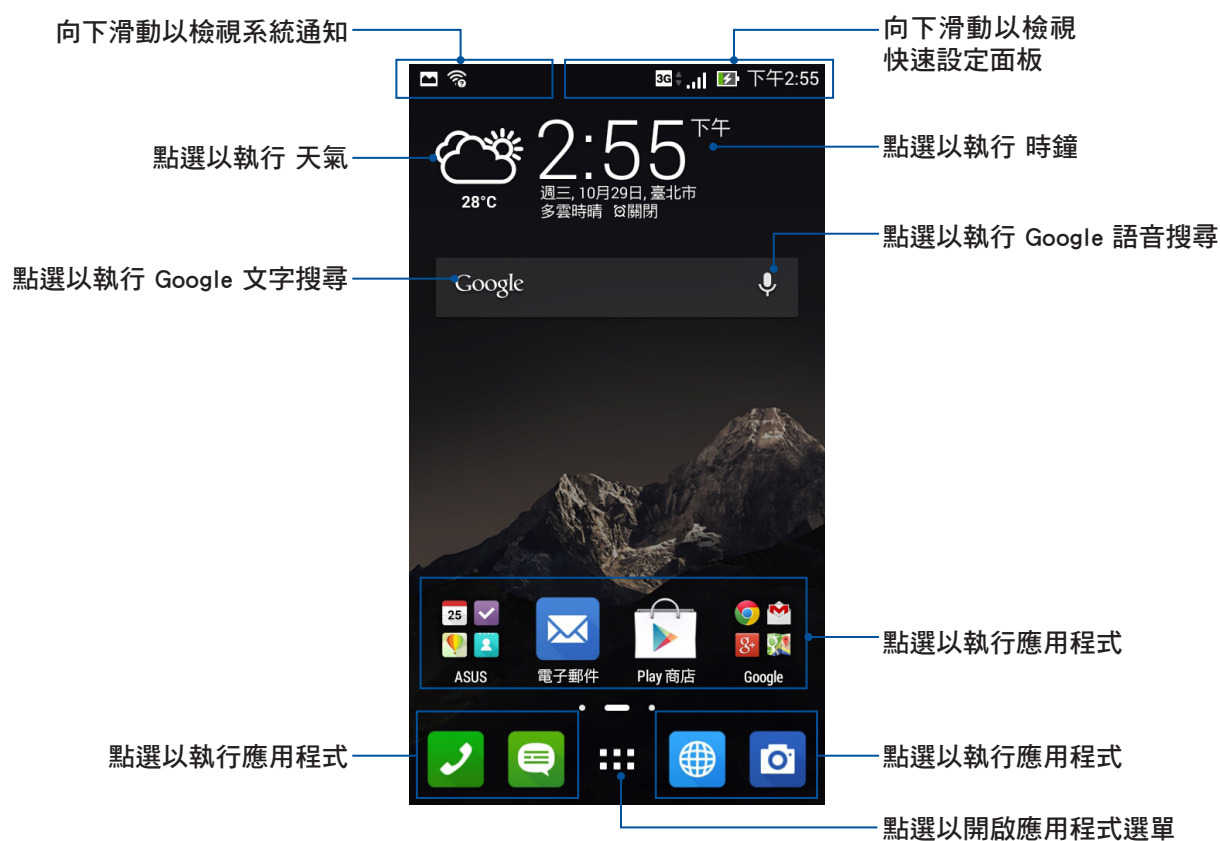 向下滑動以檢視系統通知
向下滑動以檢視
快速設定面板
3G 下午2:55
點選以執行 天氣
2:55 下午
點選以執行 時鐘
28°C
週三, 10月29日, 臺北市
多雲時晴 關閉
點選以執行 Google 語音搜尋
點選以執行 Google 文字搜尋
Google
25
8+
點選以執行應用程式
ASUS 電子郵件 Play 商店 Google
點選以執行應用程式
點選以執行應用程式
點選以開啟應用程式選單